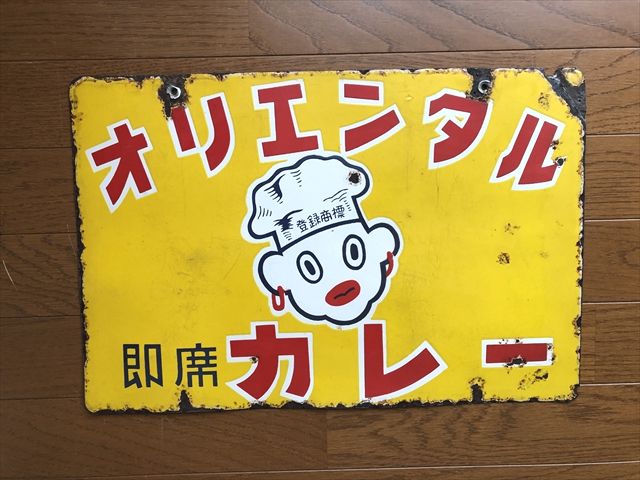 オリエンタル
登録商標
即席カレー